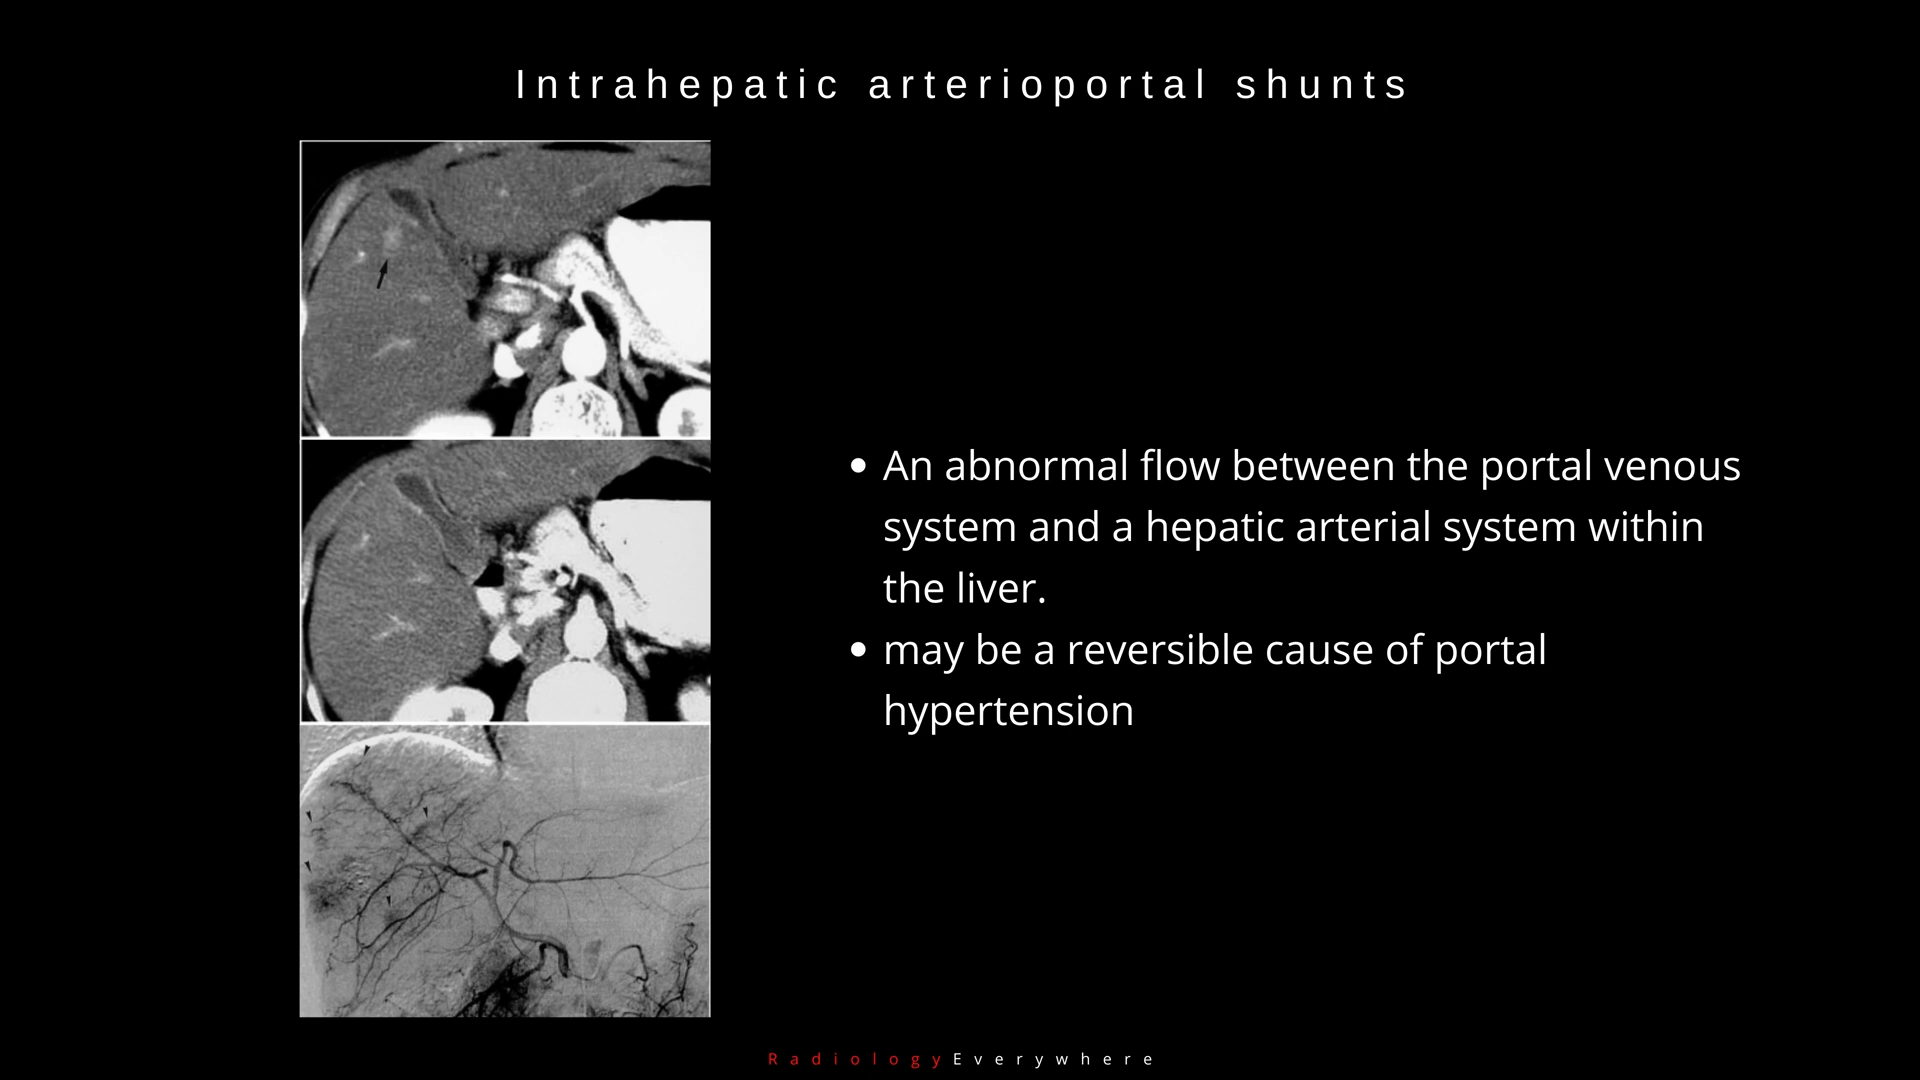 Intrahepatic arterioportal shunts
• An abnormal flow between the portal venous
system and a hepatic arterial system within
the liver.
• may be a reversible cause of portal
hypertension
RadiologyEverywhere